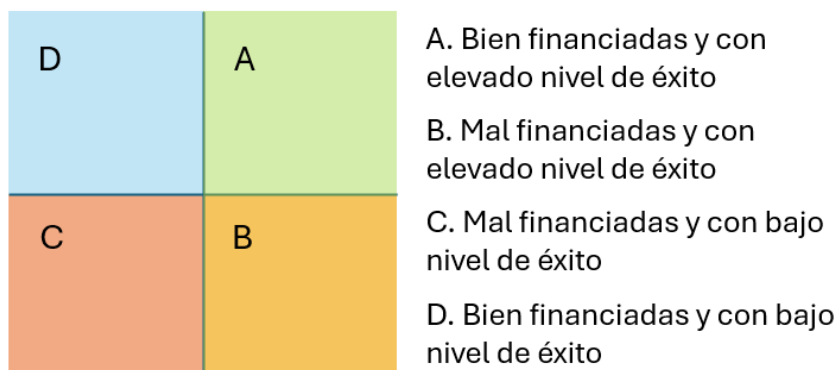 D
A
C
B
A. Bien financiadas y con
elevado nivel de éxito
B. Mal financiadas y con
elevado nivel de éxito
C. Mal financiadas y con bajo
nivel de éxito
D. Bien financiadas y con bajo
nivel de éxito